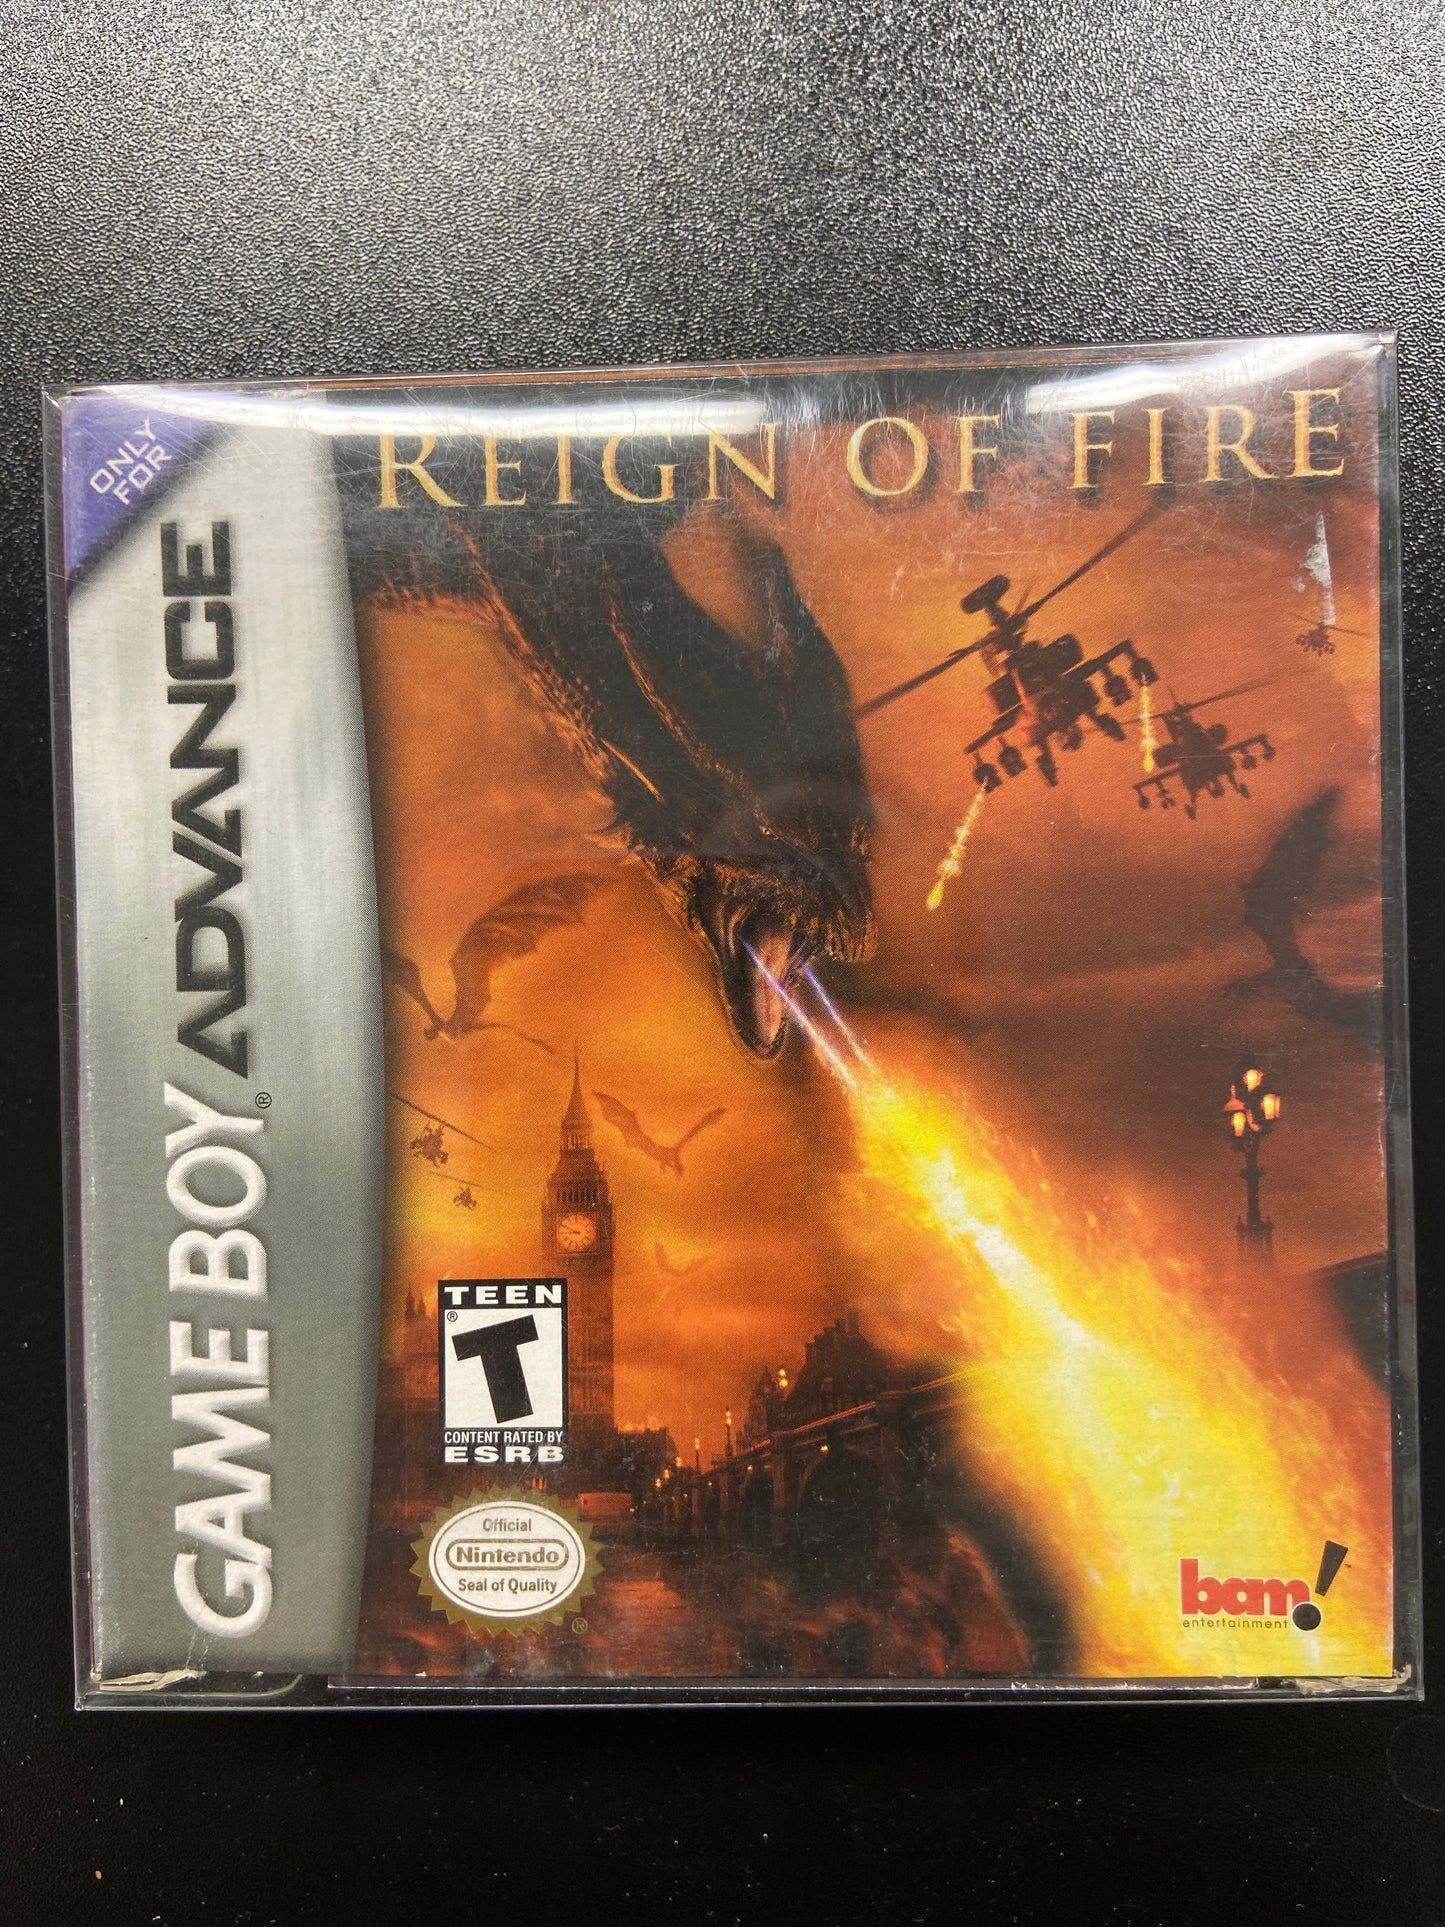 ONLY
FOR
GAME BOY ADVANCE
®
REIGN OF FIRE
TEEN
®
T
CONTENT RATED BY
ESRB
Official
Nintendo
Seal of Quality
®
bam!
™
entertainment